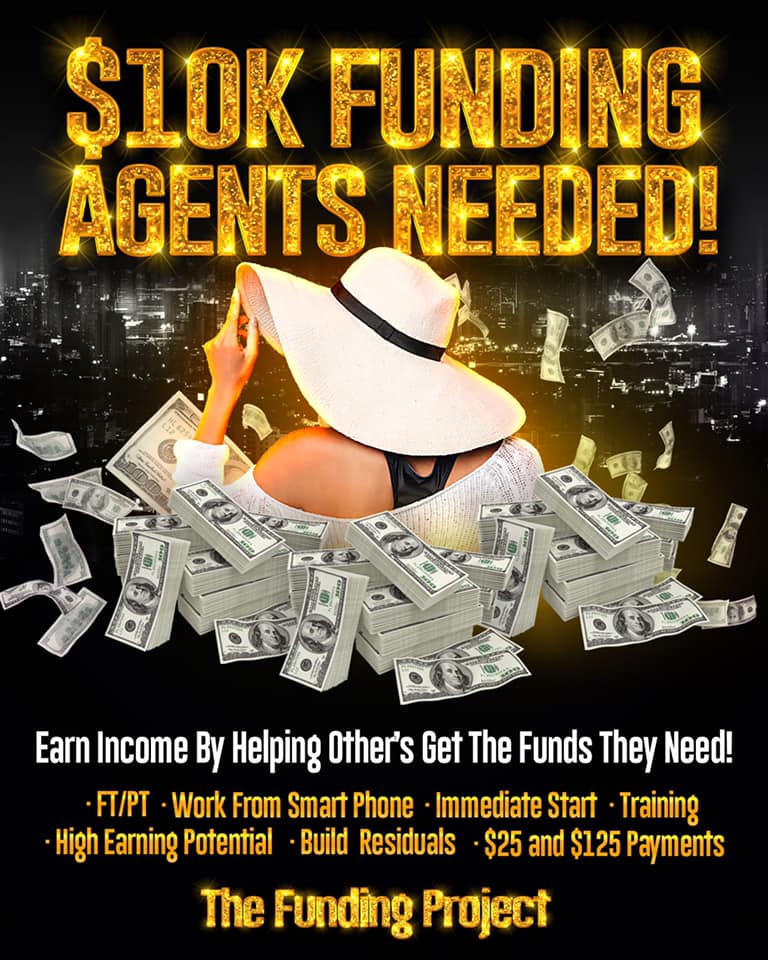 $10K FUNDING
AGENTS NEEDED!
Earn Income By Helping Other's Get The Funds They Need!
· FT/PT · Work From Smart Phone · Immediate Start · Training
· High Earning Potential · Build Residuals · $25 and $125 Payments
The Funding Project